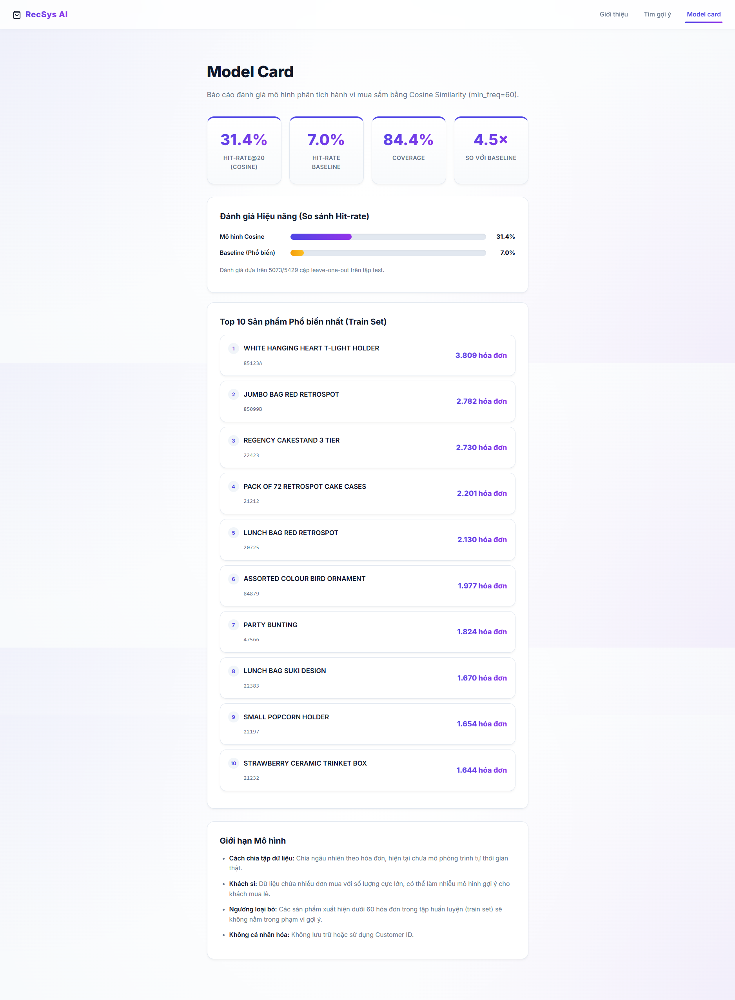 RecSys AI
Giới thiệu
Tìm gợi ý
Model card
Model Card
Báo cáo đánh giá mô hình phân tích hành vi mua sắm bằng Cosine Similarity (min_freq=60).
31.4%
HIT-RATE@20
(COSINE)
7.0%
HIT-RATE
BASELINE
84.4%
COVERAGE
4.5×
SO VỚI BASELINE
Đánh giá Hiệu năng (So sánh Hit-rate)
Mô hình Cosine
31.4%
Baseline (Phổ biến)
7.0%
Đánh giá dựa trên 5073/5429 cặp leave-one-out trên tập test.
Top 10 Sản phẩm Phổ biến nhất (Train Set)
1
WHITE HANGING HEART T-LIGHT HOLDER
85123A
3.809 hóa đơn
2
JUMBO BAG RED RETROSPOT
85099B
2.782 hóa đơn
3
REGENCY CAKESTAND 3 TIER
22423
2.730 hóa đơn
4
PACK OF 72 RETROSPOT CAKE CASES
21212
2.201 hóa đơn
5
LUNCH BAG RED RETROSPOT
20725
2.130 hóa đơn
6
ASSORTED COLOUR BIRD ORNAMENT
84879
1.977 hóa đơn
7
PARTY BUNTING
47566
1.824 hóa đơn
8
LUNCH BAG SUKI DESIGN
22383
1.670 hóa đơn
9
SMALL POPCORN HOLDER
22197
1.654 hóa đơn
10
STRAWBERRY CERAMIC TRINKET BOX
21232
1.644 hóa đơn
Giới hạn Mô hình
• Cách chia tập dữ liệu: Chia ngẫu nhiên theo hóa đơn, hiện tại chưa mô phỏng trình tự thời gian
thật.
• Khách sỉ: Dữ liệu chứa nhiều đơn mua với số lượng cực lớn, có thể làm nhiễu mô hình gợi ý cho
khách mua lẻ.
• Ngưỡng loại bỏ: Các sản phẩm xuất hiện dưới 60 hóa đơn trong tập huấn luyện (train set) sẽ
không nằm trong phạm vi gợi ý.
• Không cá nhân hóa: Không lưu trữ hoặc sử dụng Customer ID.